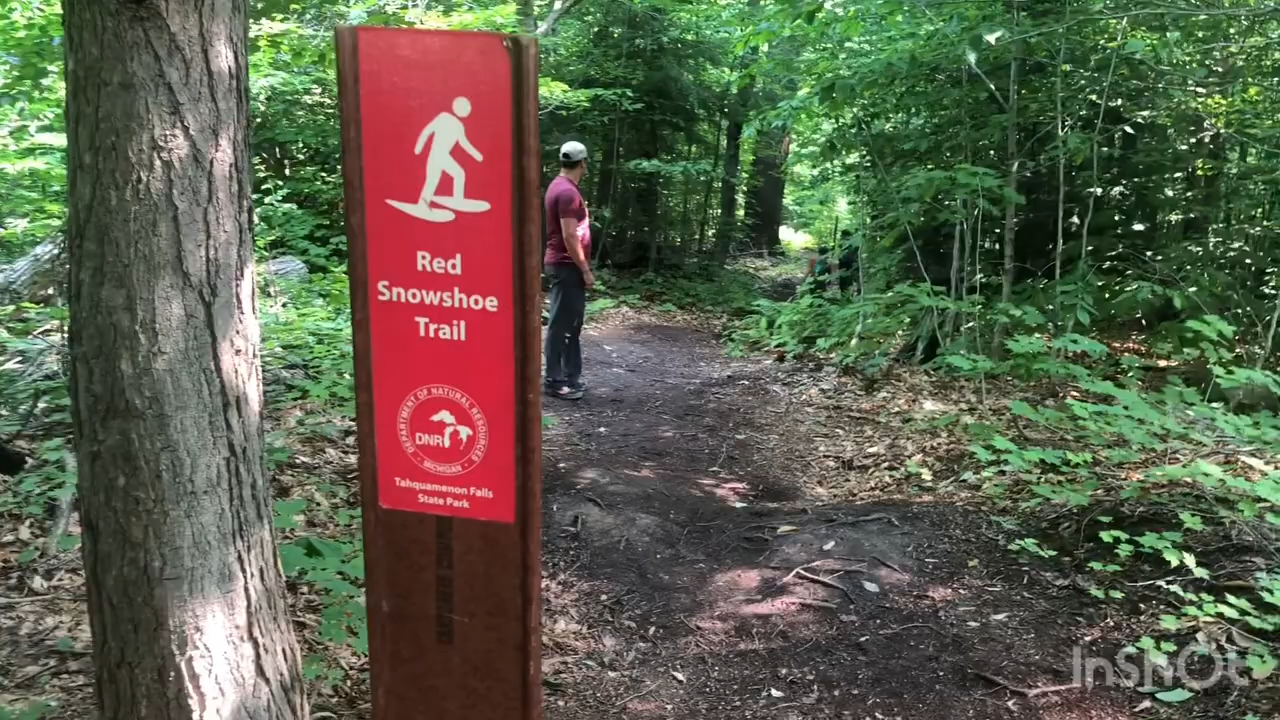 Red
Snowshoe
Trail
DEPARTMENT OF NATURAL RESOURCES
DNR
MICHIGAN
Tahquamenon Falls
State Park
InShOt